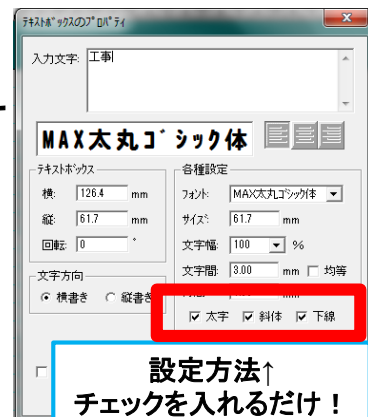 テキストボックスのプロパティ
入力文字: 工事
MAX太丸ゴシック体
テキストボックス
横: 126.4 mm
縦: 61.7 mm
回転: 0 °
文字方向
横書き 縦書き
各種設定
フォント: MAX太丸ゴシック体
サイズ: 61.7 mm
文字幅: 100 %
文字間: 3.00 mm 均等
太字 斜体 下線
設定方法↑
チェックを入れるだけ!